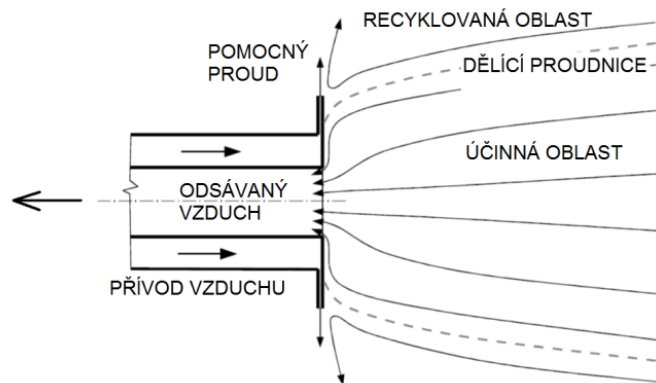 RECYKLOVANÁ OBLAST
POMOCNÝ
PROUD
DĚLÍCÍ PROUDNICE
ÚČINNÁ OBLAST
ODSÁVANÝ
VZDUCH
PŘÍVOD VZDUCHU